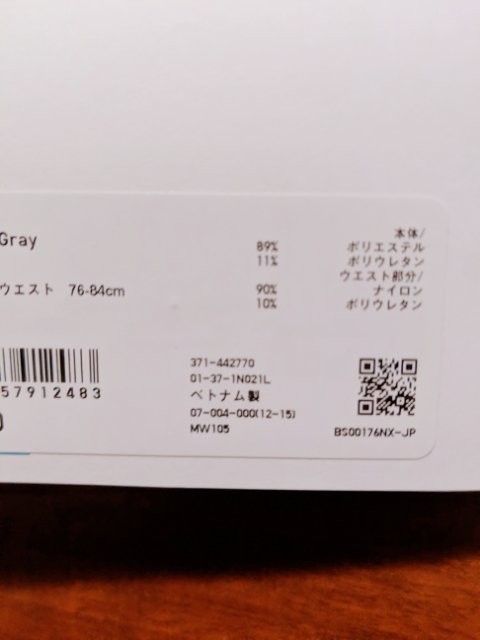 Gray
本体/
89% ポリエステル
11% ポリウレタン
ウエスト部分/
ウエスト 76-84cm
90% ナイロン
10% ポリウレタン
371-442770
01-37-1N021L
57912483
ベトナム製
07-004-000(12-15)
MW105
BS00176NX-JP